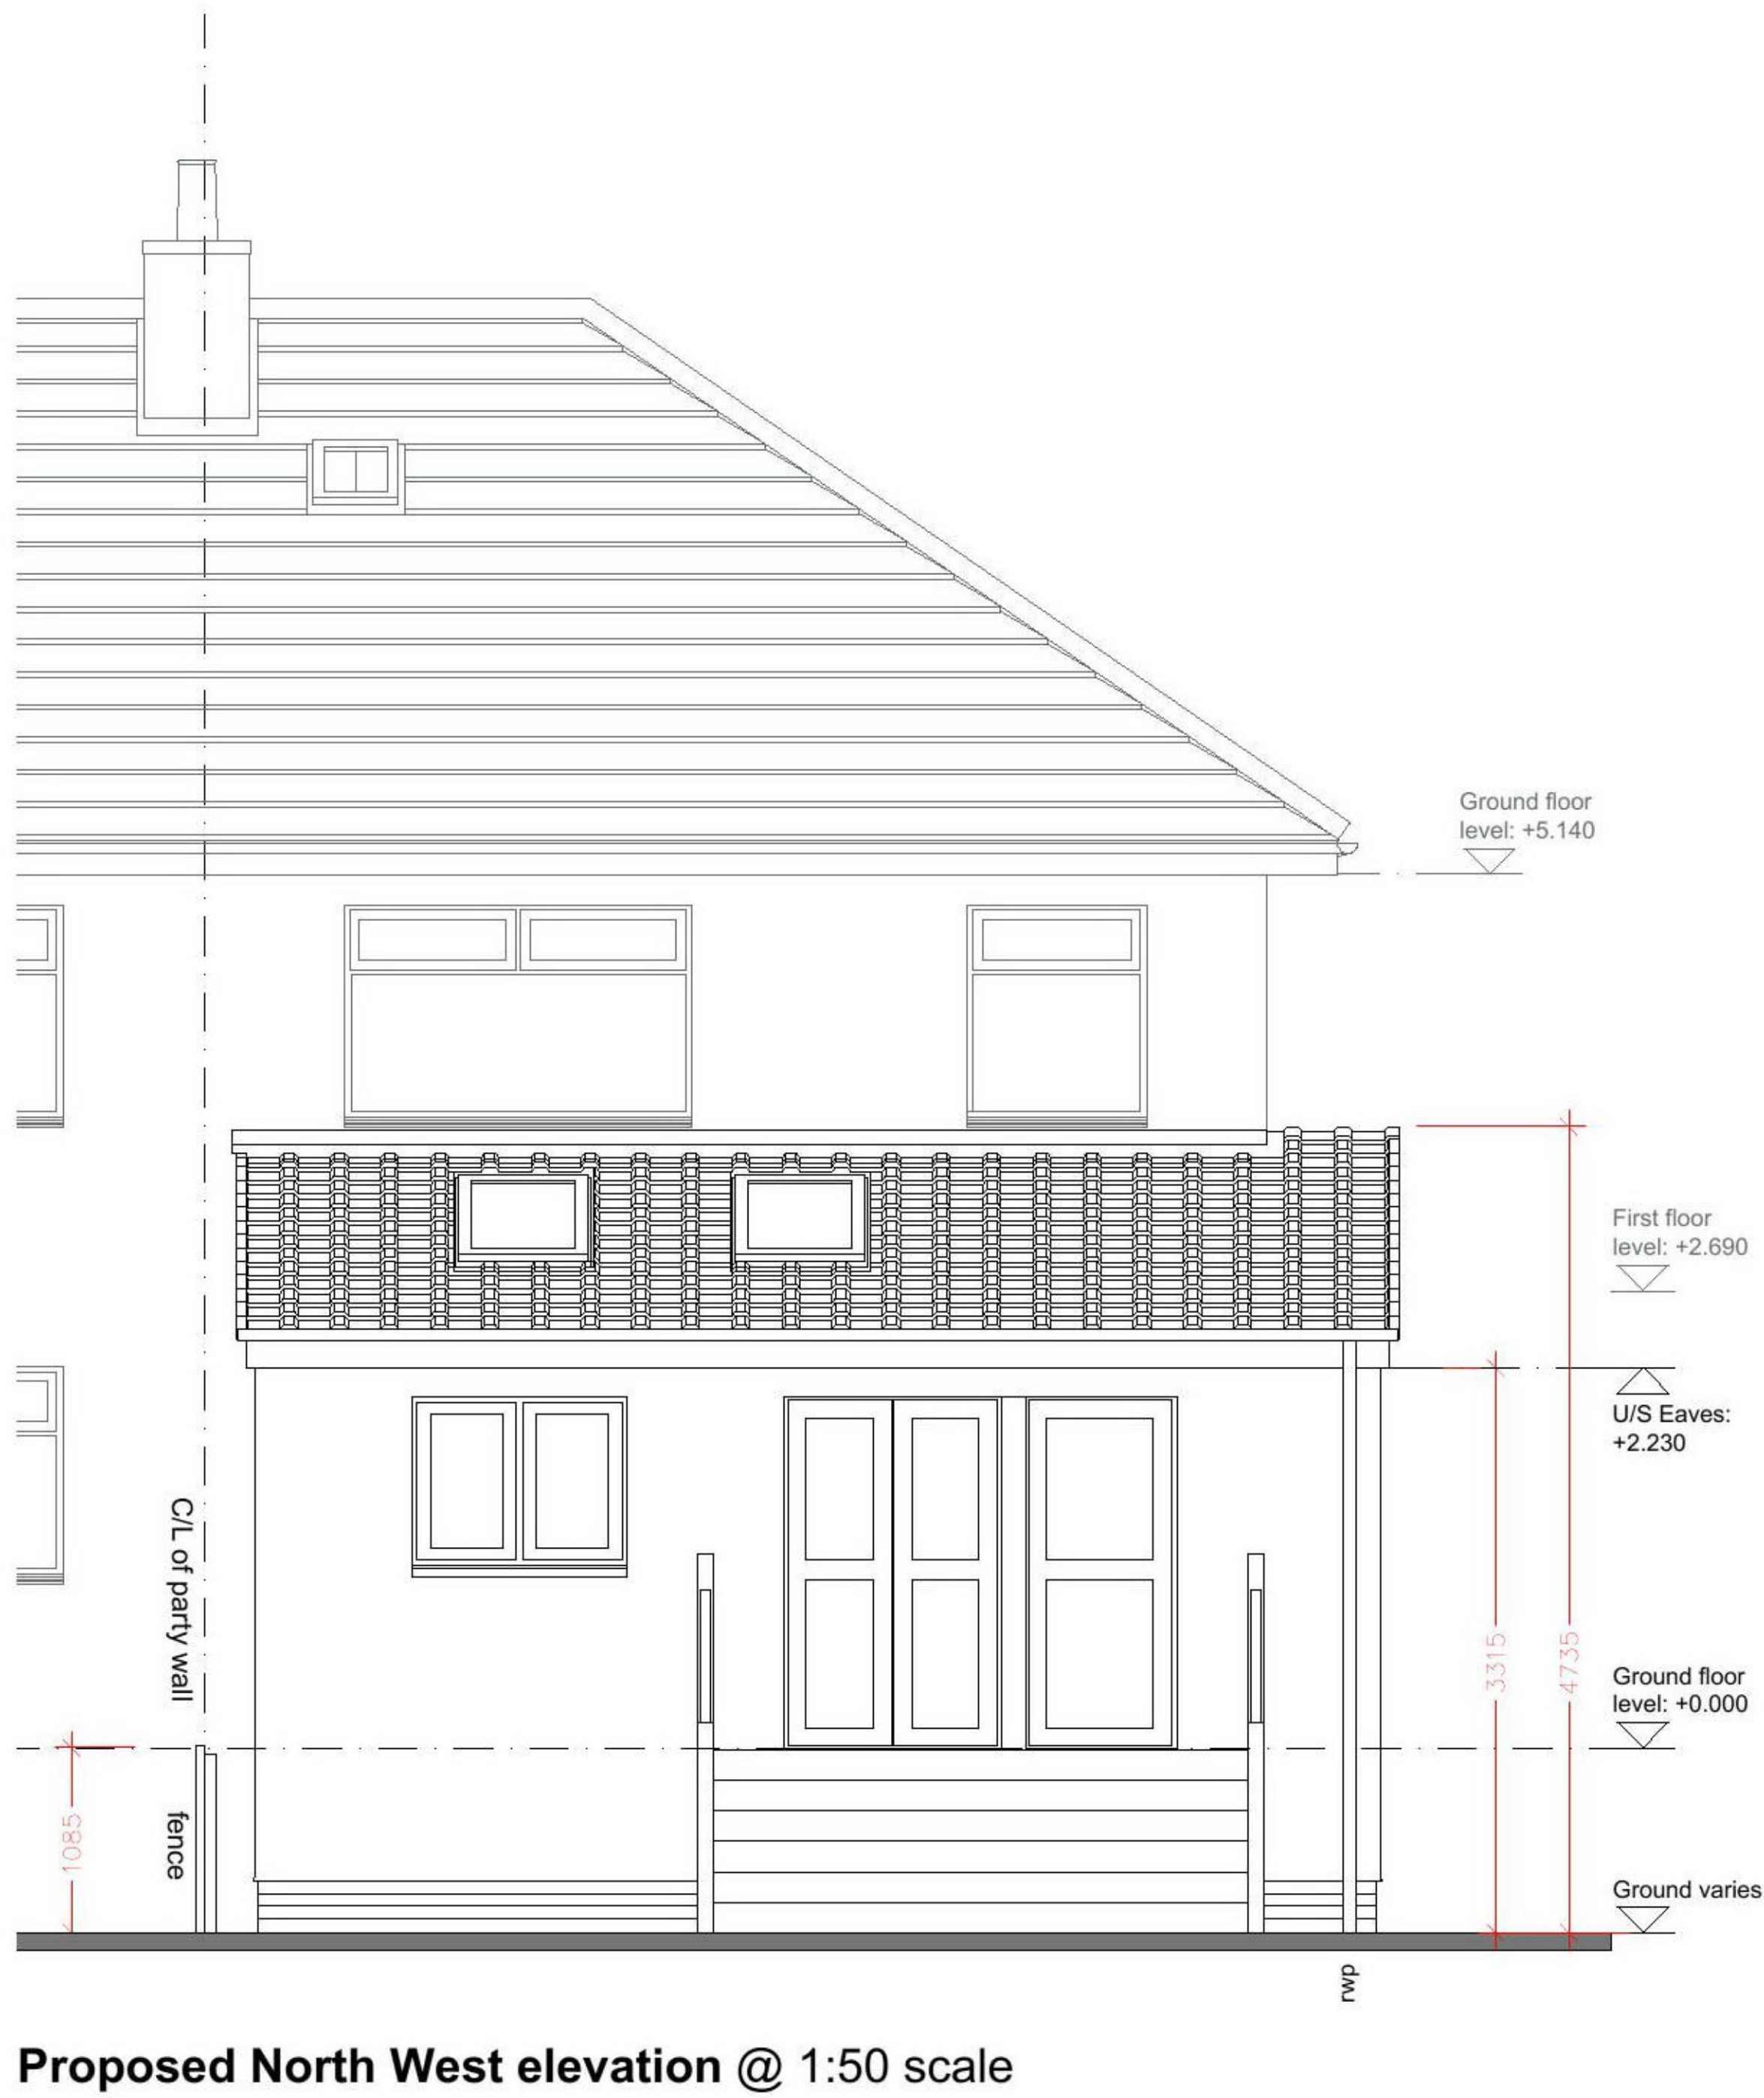 Ground floor
level: +5.140
First floor
level: +2.690
U/S Eaves:
+2.230
C/L of party wall
3315
4735
Ground floor
level: +0.000
1085
fence
Ground varies
rwp
Proposed North West elevation @ 1:50 scale